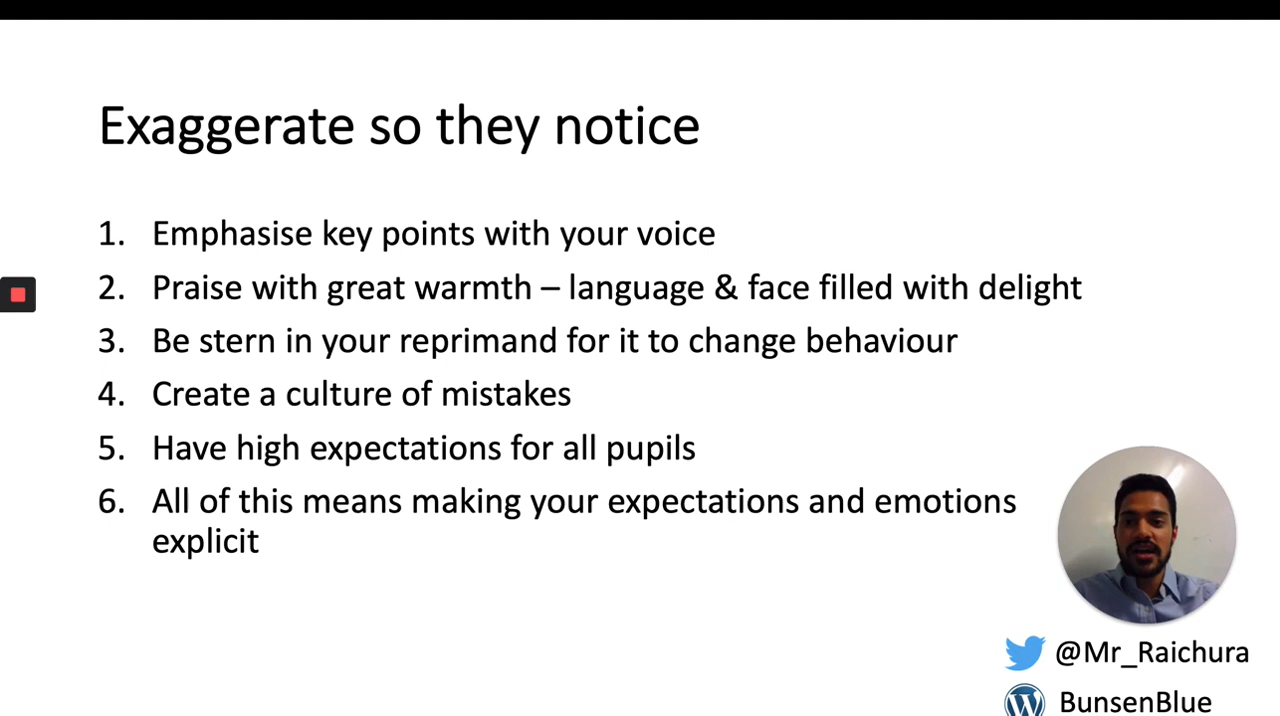 Exaggerate so they notice
1. Emphasise key points with your voice
2. Praise with great warmth – language & face filled with delight
3. Be stern in your reprimand for it to change behaviour
4. Create a culture of mistakes
5. Have high expectations for all pupils
6. All of this means making your expectations and emotions
explicit
@Mr_Raichura
BunsenBlue